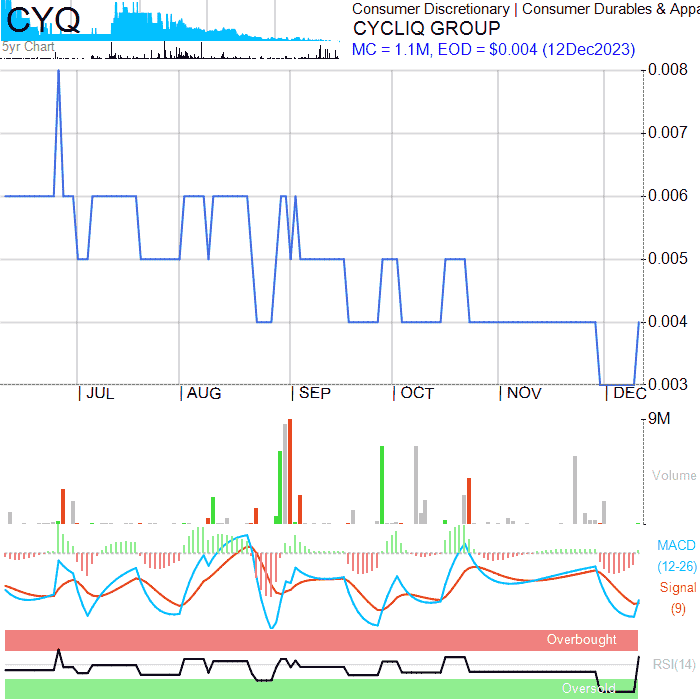 CYQ
Consumer Discretionary | Consumer Durables & Appa
CYCLIQ GROUP
5yr Chart
MC = 1.1M, EOD = $0.004 (12Dec2023)
0.008
0.007
0.006
0.005
0.004
0.003
JUL AUG SEP OCT NOV DEC
9M
Volume
MACD
(12-26)
Signal
(9)
Overbought
RSI(14)
Oversold